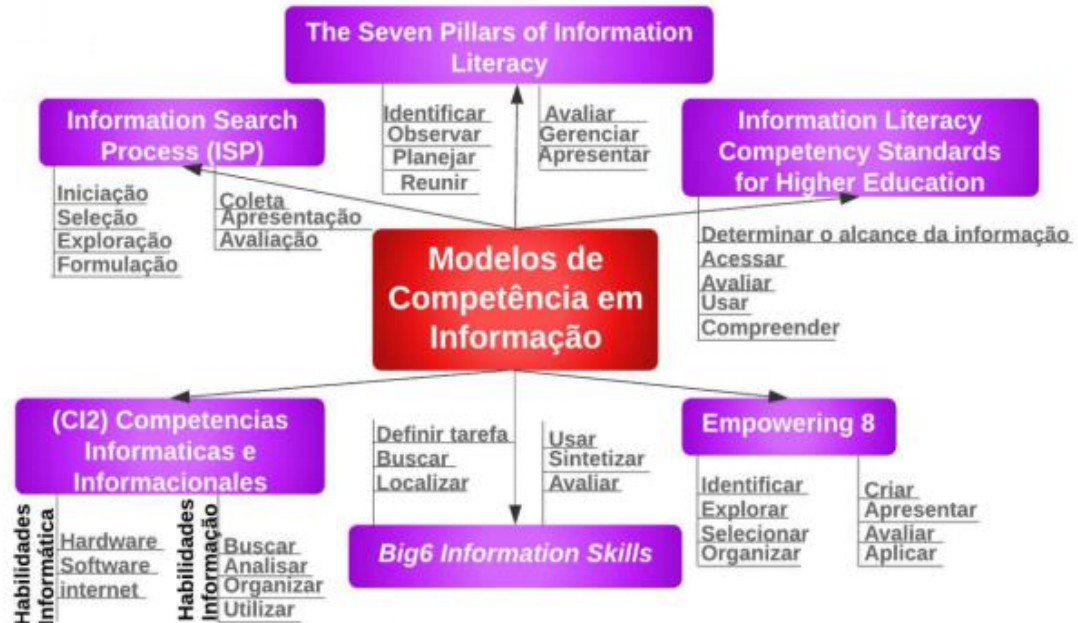 The Seven Pillars of Information
Literacy
Identificar
Observar
Planejar
Reunir
Avaliar
Gerenciar
Apresentar
Information Search
Process (ISP)
Iniciação
Seleção
Exploração
Formulação
Coleta
Apresentação
Avaliação
Information Literacy
Competency Standards
for Higher Education
Determinar o alcance da informação
Acessar
Avaliar
Usar
Compreender
Modelos de
Competência em
Informação
(CI2) Competencias
Informaticas e
Informacionales
Habilidades
Informática
Hardware
Software
internet
Habilidades
Informação
Buscar
Analisar
Organizar
Utilizar
Definir tarefa
Buscar
Localizar
Usar
Sintetizar
Avaliar
Big6 Information Skills
Empowering 8
Identificar
Explorar
Selecionar
Organizar
Criar
Apresentar
Avaliar
Aplicar